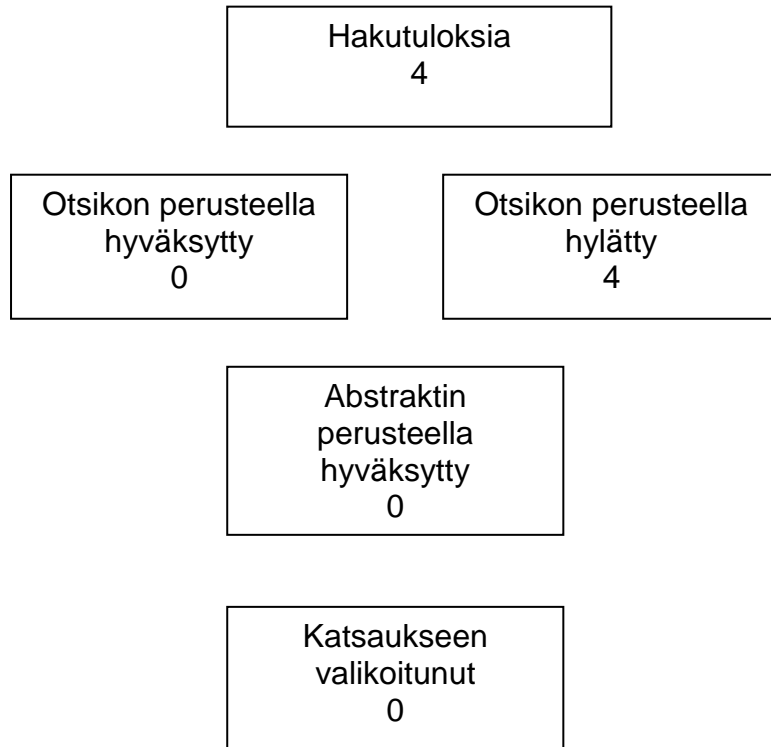 Hakutuloksia
4
Otsikon perusteella
hyväksytty
0
Otsikon perusteella
hylätty
4
Abstraktin
perusteella
hyväksytty
0
Katsaukseen
valikoitunut
0